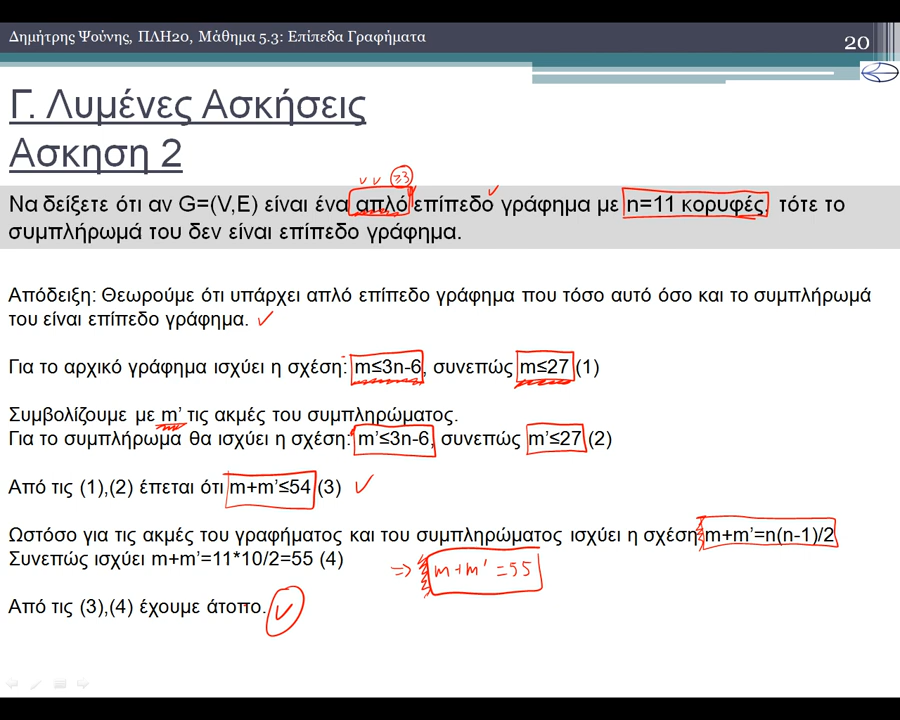 Δημήτρης Ψούνης, ΠΛΗ20, Μάθημα 5.3: Επίπεδα Γραφήματα
20
Γ. Λυμένες Ασκήσεις
Ασκηση 2
≥3
Να δείξετε ότι αν G=(V,E) είναι ένα απλό επίπεδο γράφημα με n=11 κορυφές, τότε το
συμπλήρωμά του δεν είναι επίπεδο γράφημα.
Απόδειξη: Θεωρούμε ότι υπάρχει απλό επίπεδο γράφημα που τόσο αυτό όσο και το συμπλήρωμά
του είναι επίπεδο γράφημα.
Για το αρχικό γράφημα ισχύει η σχέση: m≤3n-6, συνεπώς m≤27 (1)
Συμβολίζουμε με m' τις ακμές του συμπληρώματος.
Για το συμπλήρωμα θα ισχύει η σχέση: m'≤3n-6, συνεπώς m'≤27 (2)
Από τις (1),(2) έπεται ότι m+m'≤54 (3)
Ωστόσο για τις ακμές του γραφήματος και του συμπληρώματος ισχύει η σχέση m+m'=n(n-1)/2
Συνεπώς ισχύει m+m'=11*10/2=55 (4)
⇒ m+m' = 55
Από τις (3),(4) έχουμε άτοπο.